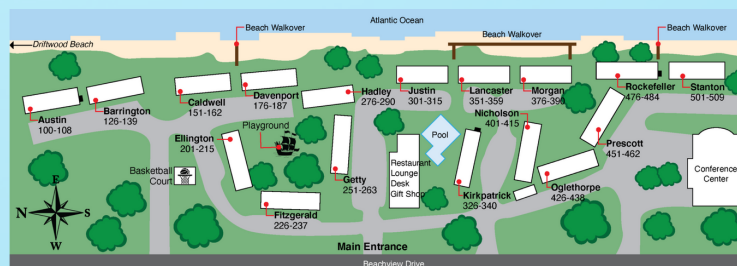 Atlantic Ocean
Beach Walkover
Beach Walkover
Beach Walkover
Driftwood Beach
Austin
100-108
Barrington
126-139
Caldwell
151-162
Davenport
176-187
Hadley
276-290
Justin
301-315
Lancaster
351-359
Morgan
376-390
Rockefeller
476-484
Stanton
501-509
Nicholson
401-415
Prescott
451-462
Ellington
201-215
Playground
Pool
Basketball
Court
Restaurant
Lounge
Desk
Gift Shop
Getty
251-263
Kirkpatrick
326-340
Oglethorpe
426-438
Conference
Center
Fitzgerald
226-237
E
N
S
W
Main Entrance
Beachview Drive